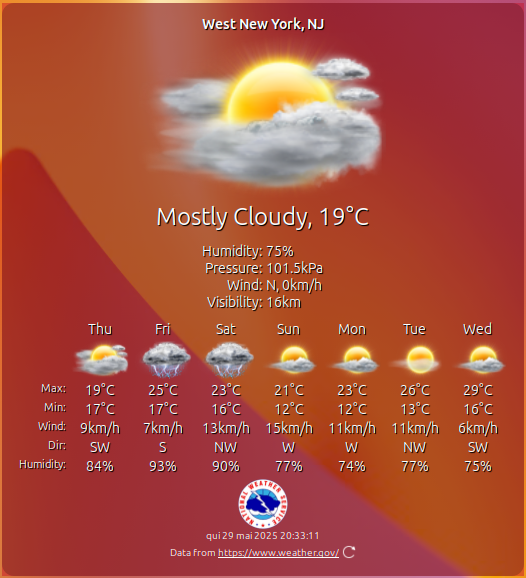 West New York, NJ
Mostly Cloudy, 19°C
Humidity: 75%
Pressure: 101.5kPa
Wind: N, 0km/h
Visibility: 16km
Thu Fri Sat Sun Mon Tue Wed
Max: 19°C 25°C 23°C 21°C 23°C 26°C 29°C
Min: 17°C 17°C 16°C 12°C 12°C 13°C 16°C
Wind: 9km/h 7km/h 13km/h 15km/h 11km/h 11km/h 6km/h
Dir: SW S NW W W NW SW
Humidity: 84% 93% 90% 77% 74% 77% 75%
NATIONAL WEATHER SERVICE
qui 29 mai 2025 20:33:11
Data from https://www.weather.gov/